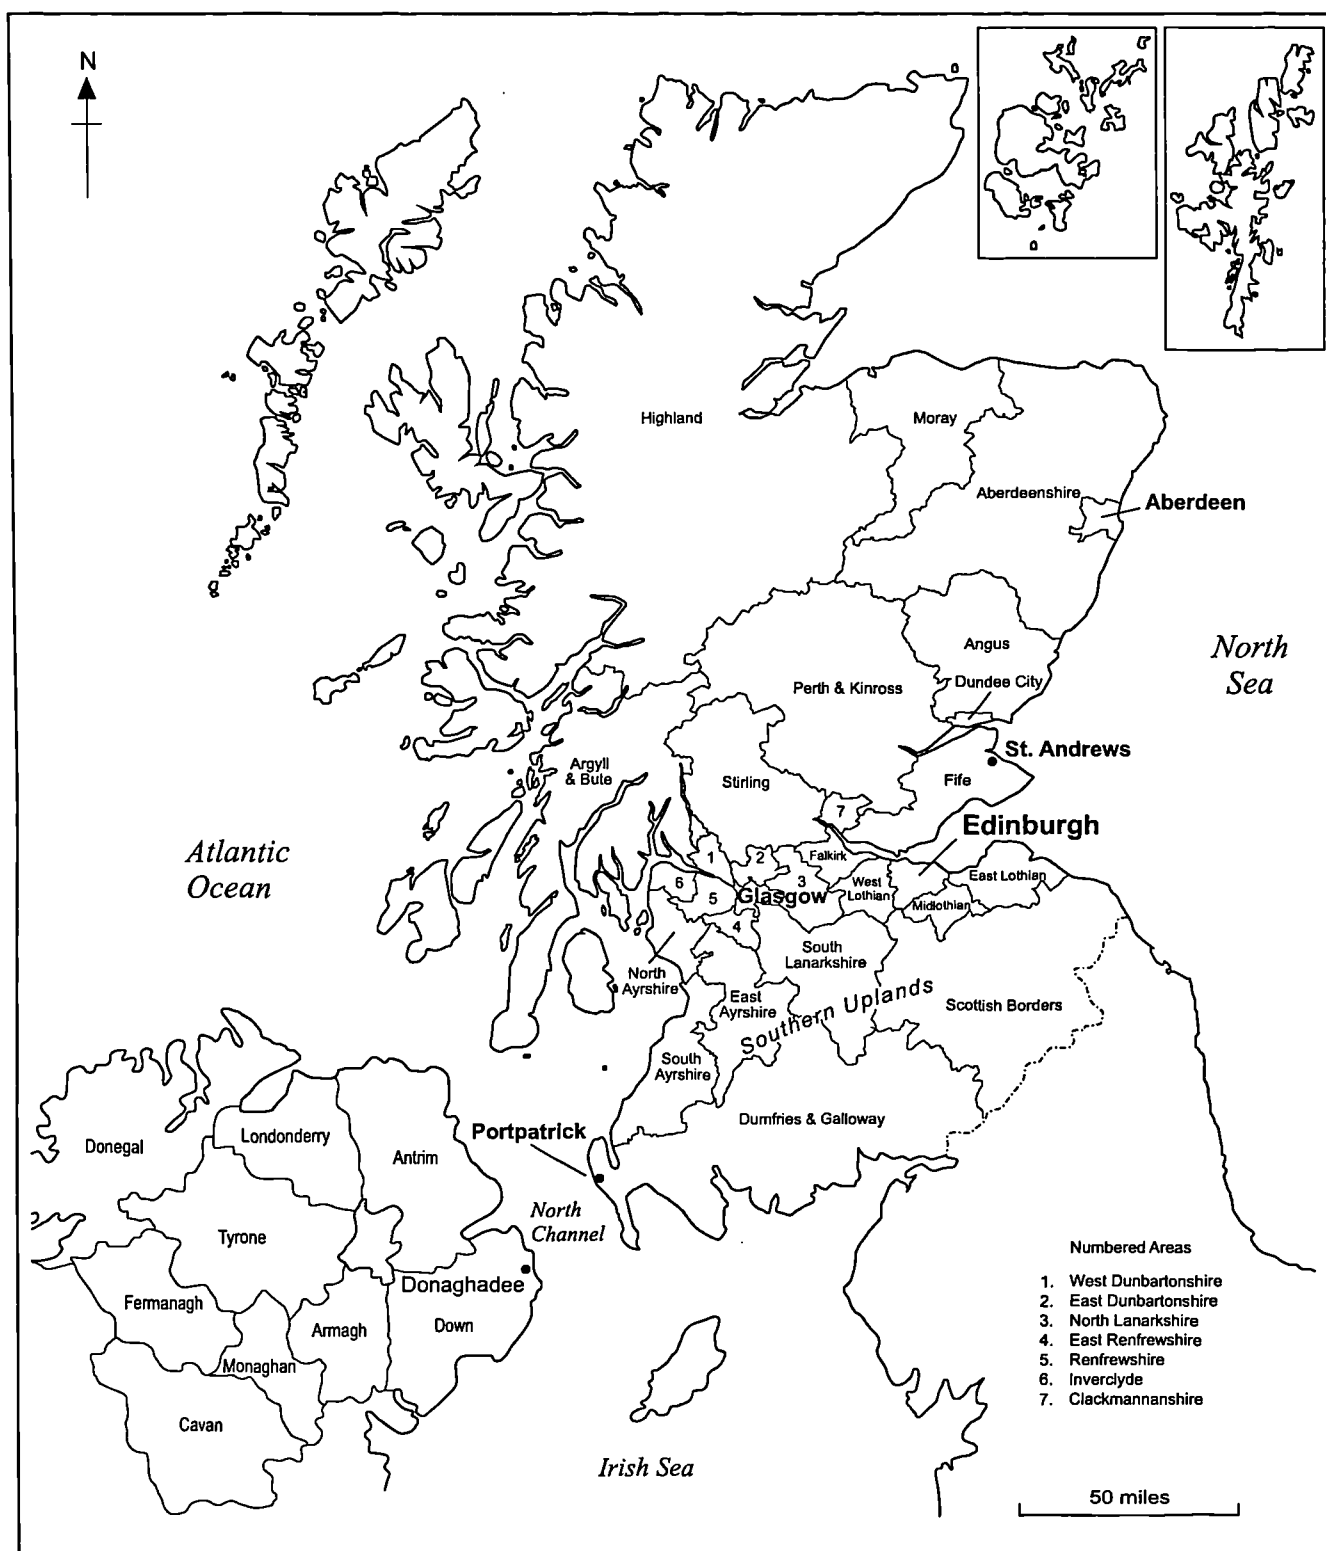 N
Highland
Moray
Aberdeenshire
Aberdeen
Angus
North
Sea
Perth & Kinross
Dundee City
St. Andrews
Argyll
& Bute
Stirling
Fife
7
Edinburgh
Atlantic
Ocean
1
2
Falkirk
3
6
5
Glasgow
West
Lothian
East Lothian
Midlothian
4
North
Ayrshire
South
Lanarkshire
East
Ayrshire
Southern Uplands
Scottish Borders
South
Ayrshire
Dumfries & Galloway
Portpatrick
Donegal
Londonderry
Antrim
North
Channel
Tyrone
Donaghadee
Fermanagh
Armagh
Down
Monaghan
Cavan
Irish Sea
Numbered Areas
1. West Dunbartonshire
2. East Dunbartonshire
3. North Lanarkshire
4. East Renfrewshire
5. Renfrewshire
6. Inverclyde
7. Clackmannanshire
50 miles